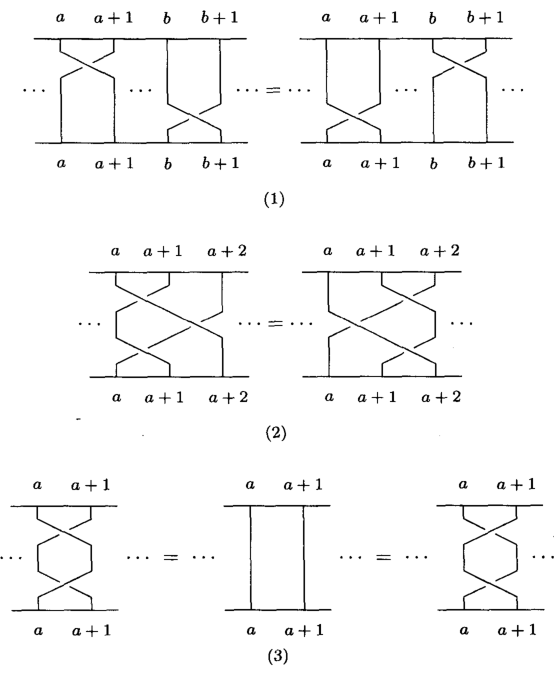 a a + 1 b b + 1 a a + 1 b b + 1
··· ··· ··· = ··· ··· ···
a a + 1 b b + 1 a a + 1 b b + 1
(1)
a a + 1 a + 2 a a + 1 a + 2
··· ··· = ··· ···
a a + 1 a + 2 a a + 1 a + 2
(2)
a a + 1 a a + 1 a a + 1
··· ··· = ··· ··· = ··· ···
a a + 1 a a + 1 a a + 1
(3)